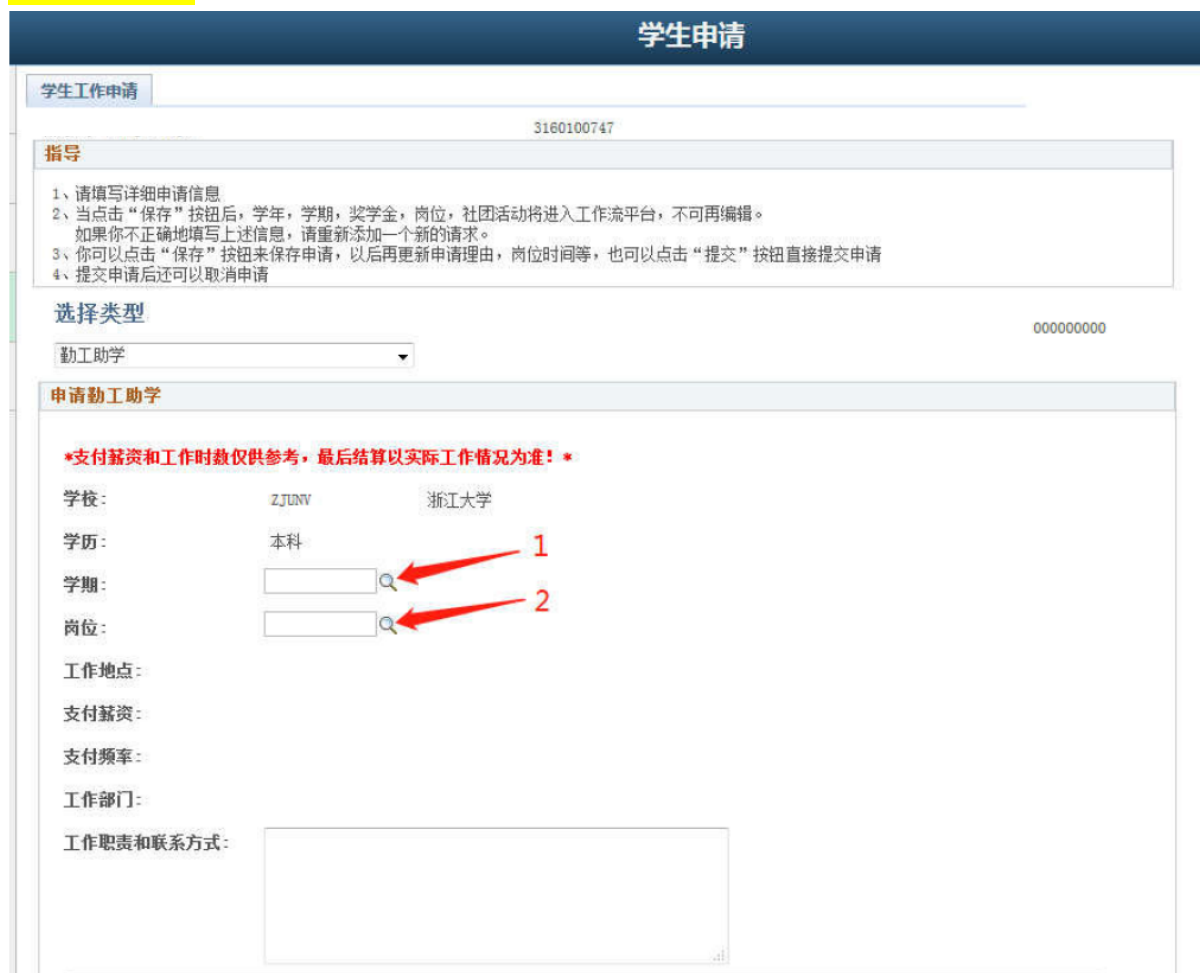 学生申请
学生工作申请
3160100747
指导
1、请填写详细申请信息
2、当点击“保存”按钮后，学年，学期，奖学金，岗位，社团活动将进入工作流平台，不可再编辑。
如果你不正确地填写上述信息，请重新添加一个新的请求。
3、你可以点击“保存”按钮来保存申请，以后再更新申请理由，岗位时间等，也可以点击“提交”按钮直接提交申请
4、提交申请后还可以取消申请
选择类型
000000000
勤工助学
申请勤工助学
*支付薪资和工作时数仅供参考，最后结算以实际工作情况为准！*
学校： ZJUNV 浙江大学
学历： 本科
1
学期：
2
岗位：
工作地点：
支付薪资：
支付频率：
工作部门：
工作职责和联系方式：